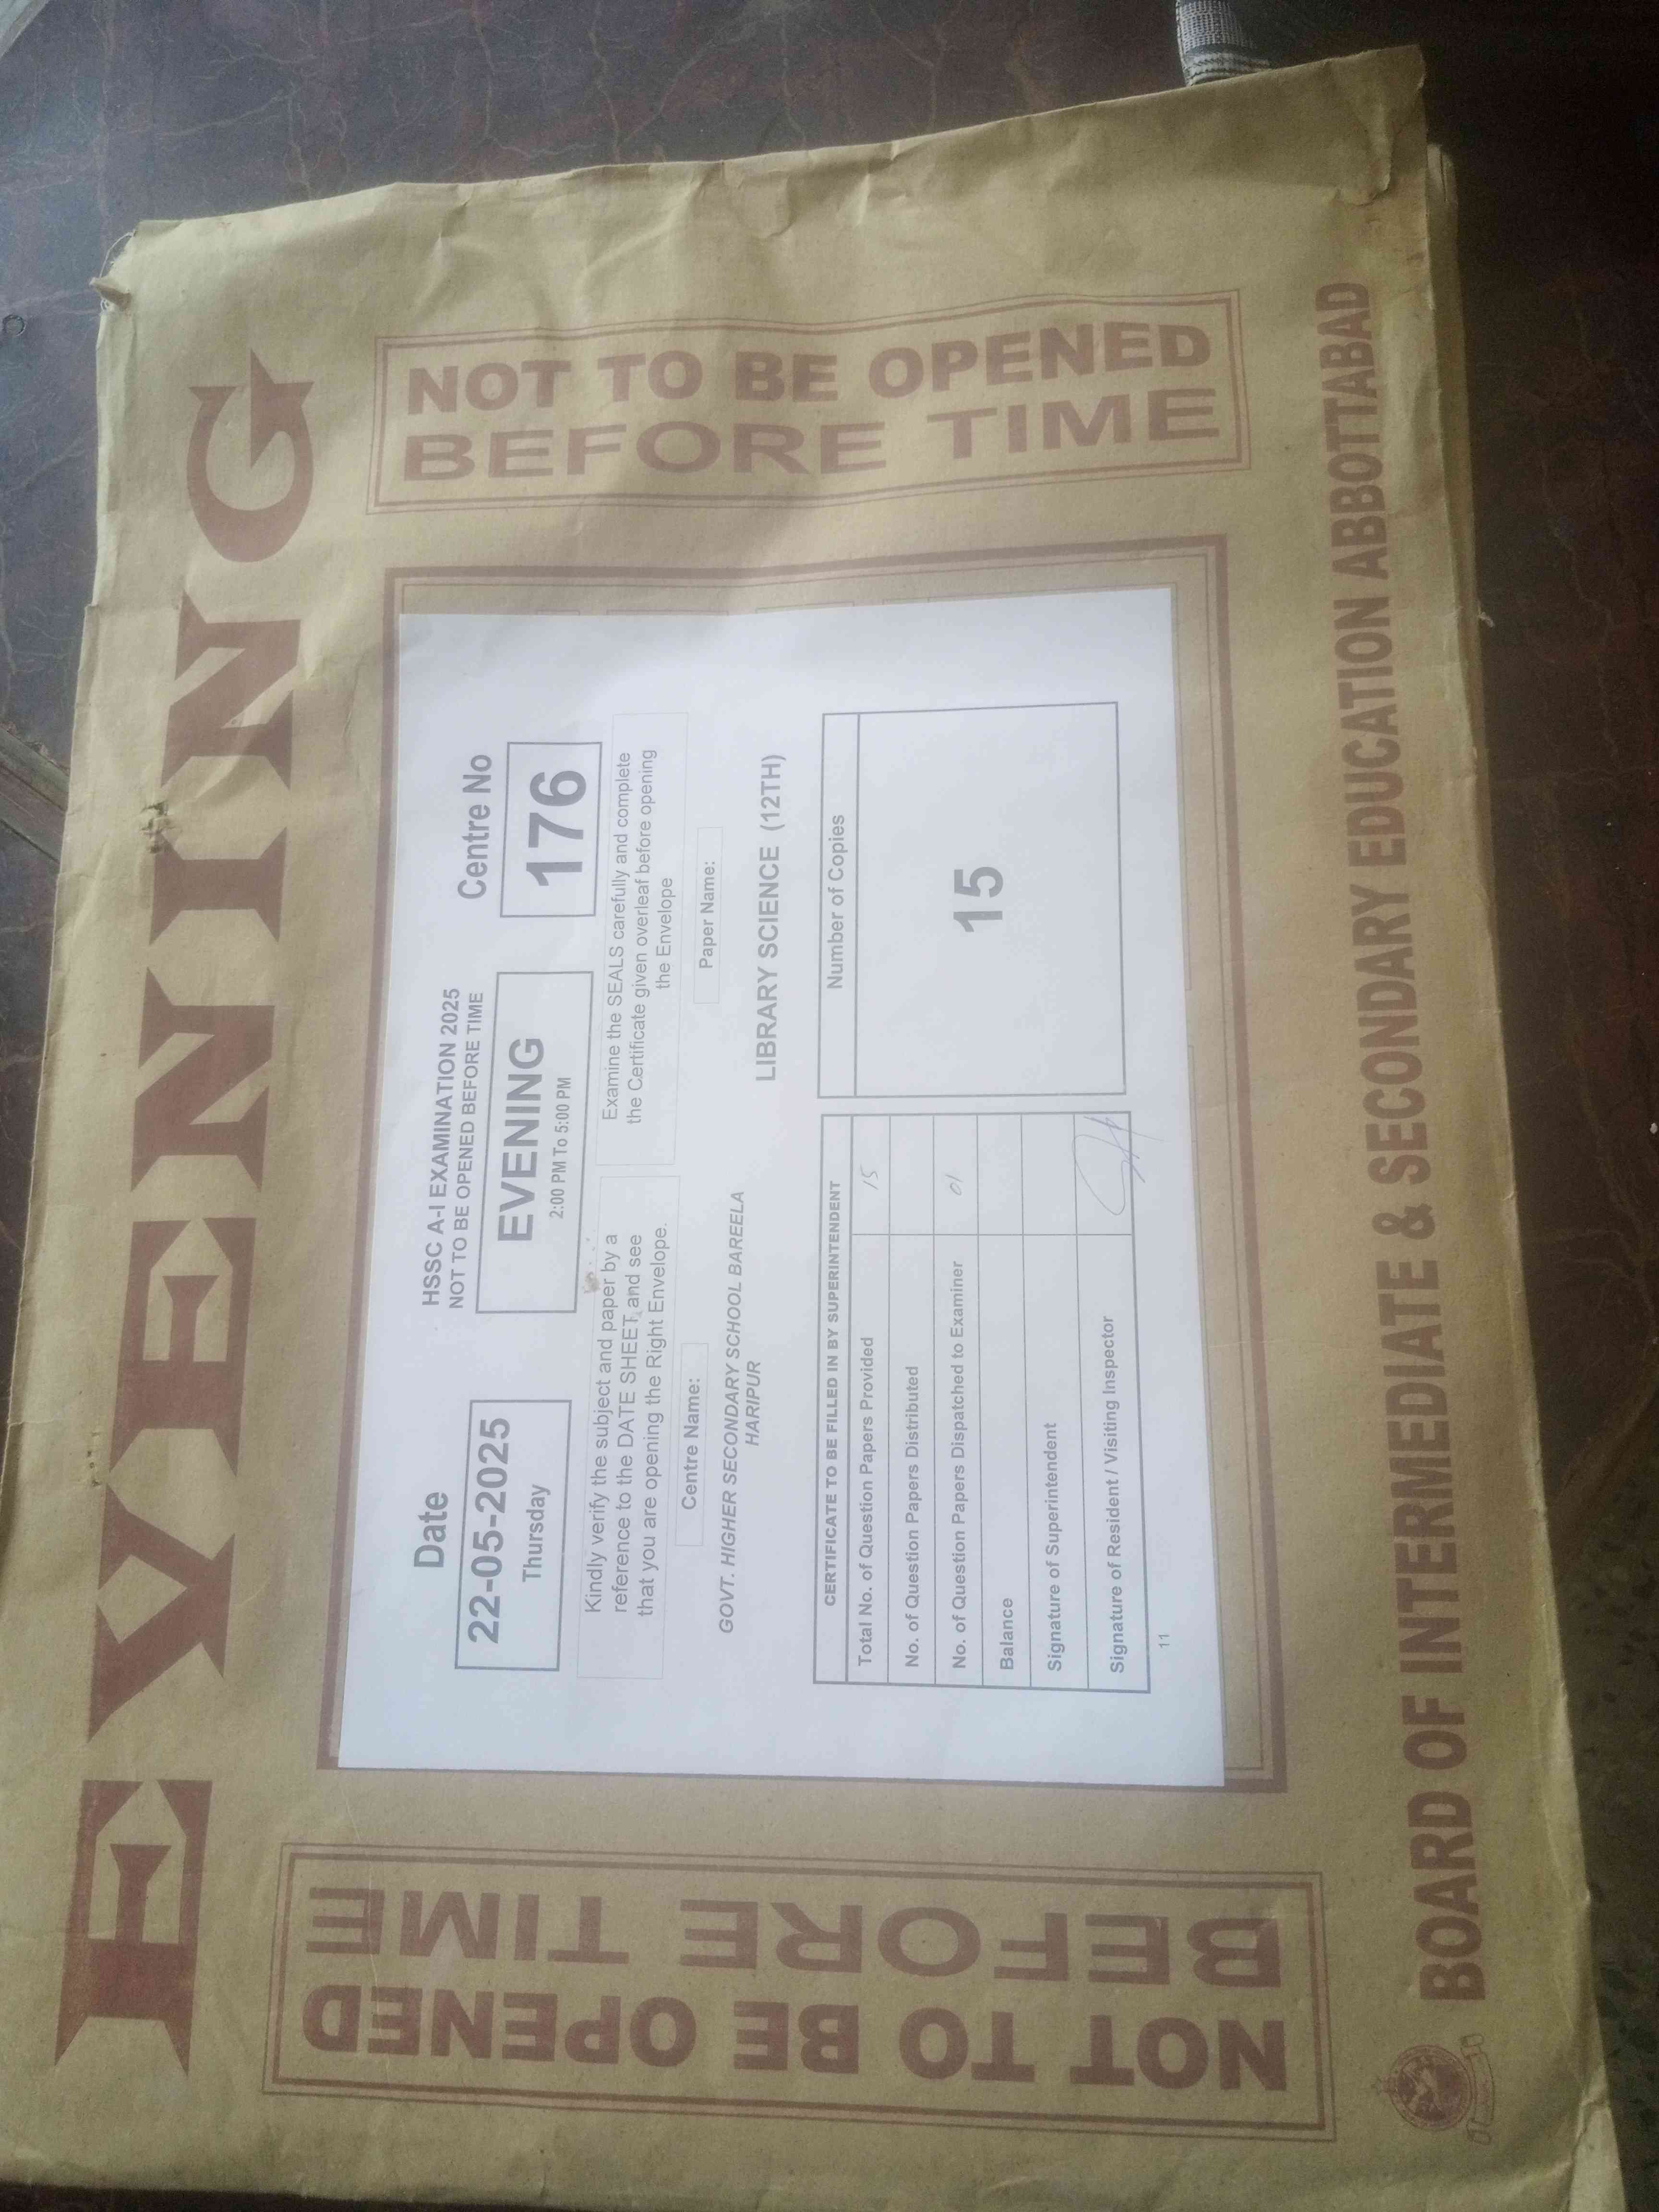 EVENING
NOT TO BE OPENED
BEFORE TIME
Date
22-05-2025
Thursday
HSSC A-I EXAMINATION 2025
NOT TO BE OPENED BEFORE TIME
EVENING
2:00 PM To 5:00 PM
Centre No
176
Kindly verify the subject and paper by a
reference to the DATE SHEET, and see
that you are opening the Right Envelope.
Examine the SEALS carefully and complete
the Certificate given overleaf before opening
the Envelope
Centre Name:
GOVT. HIGHER SECONDARY SCHOOL BAREELA
HARIPUR
Paper Name:
LIBRARY SCIENCE (12TH)
CERTIFICATE TO BE FILLED IN BY SUPERINTENDENT
Total No. of Question Papers Provided 15
No. of Question Papers Distributed
No. of Question Papers Dispatched to Examiner 01
Balance
Signature of Superintendent
Signature of Resident / Visiting Inspector
Number of Copies
15
11
NOT TO BE OPENED
BEFORE TIME
BOARD OF INTERMEDIATE & SECONDARY EDUCATION ABBOTTABAD